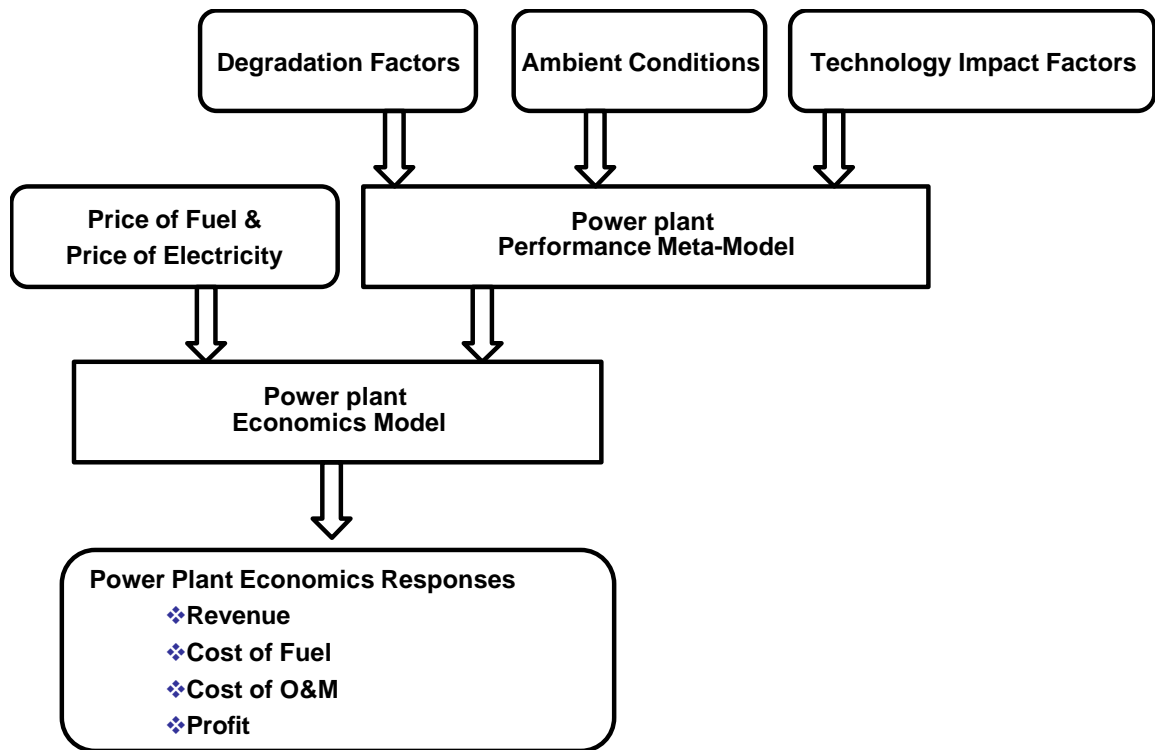 Degradation Factors
Ambient Conditions
Technology Impact Factors
Price of Fuel &
Price of Electricity
Power plant
Performance Meta-Model
Power plant
Economics Model
Power Plant Economics Responses
❖Revenue
❖Cost of Fuel
❖Cost of O&M
❖Profit